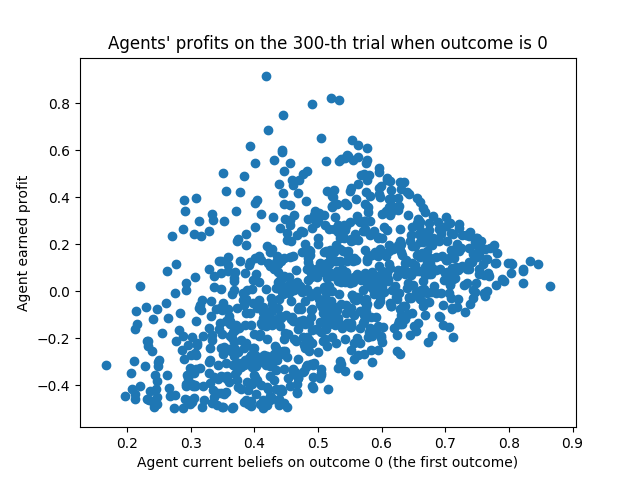 Agents' profits on the 300-th trial when outcome is 0
0.8
0.6
0.4
0.2
0.0
−0.2
−0.4
Agent earned profit
0.2 0.3 0.4 0.5 0.6 0.7 0.8 0.9
Agent current beliefs on outcome 0 (the first outcome)